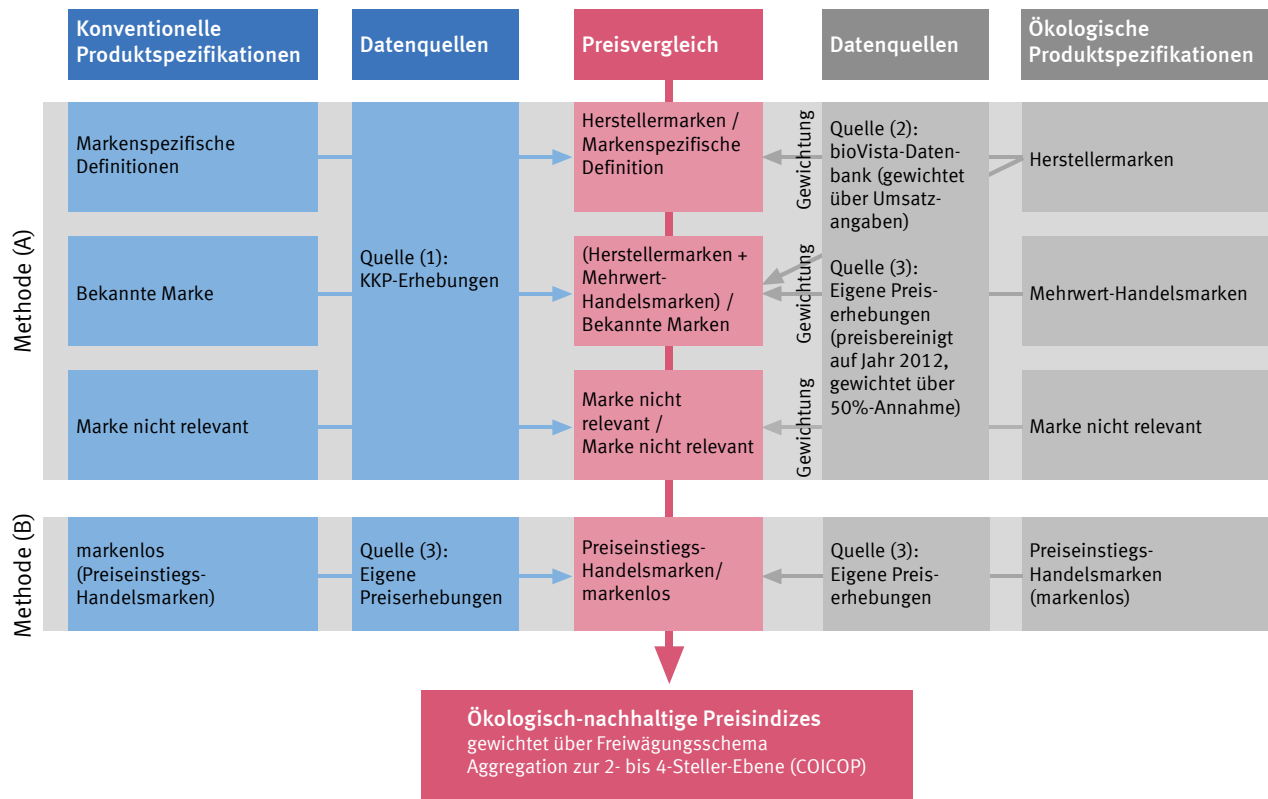 Konventionelle
Produktspezifikationen
Datenquellen
Preisvergleich
Datenquellen
Ökologische
Produktspezifikationen
Methode (A)
Markenspezifische
Definitionen
Bekannte Marke
Marke nicht relevant
Quelle (1):
KKP-Erhebungen
Herstellermarken /
Markenspezifische
Definition
(Herstellermarken +
Mehrwert-
Handelsmarken) /
Bekannte Marken
Marke nicht
relevant /
Marke nicht relevant
Gewichtung
Gewichtung
Gewichtung
Quelle (2):
bioVista-Daten-
bank (gewichtet
über Umsatz-
angaben)
Quelle (3):
Eigene Preis-
erhebungen
(preisbereinigt
auf Jahr 2012,
gewichtet über
50%-Annahme)
Herstellermarken
Mehrwert-Handelsmarken
Marke nicht relevant
Methode (B)
markenlos
(Preiseinstiegs-
Handelsmarken)
Quelle (3):
Eigene
Preiserhebungen
Preiseinstiegs-
Handelsmarken/
markenlos
Quelle (3):
Eigene Preis-
erhebungen
Preiseinstiegs-
Handelsmarken
(markenlos)
Ökologisch-nachhaltige Preisindizes
gewichtet über Freiwägungsschema
Aggregation zur 2- bis 4-Steller-Ebene (COICOP)